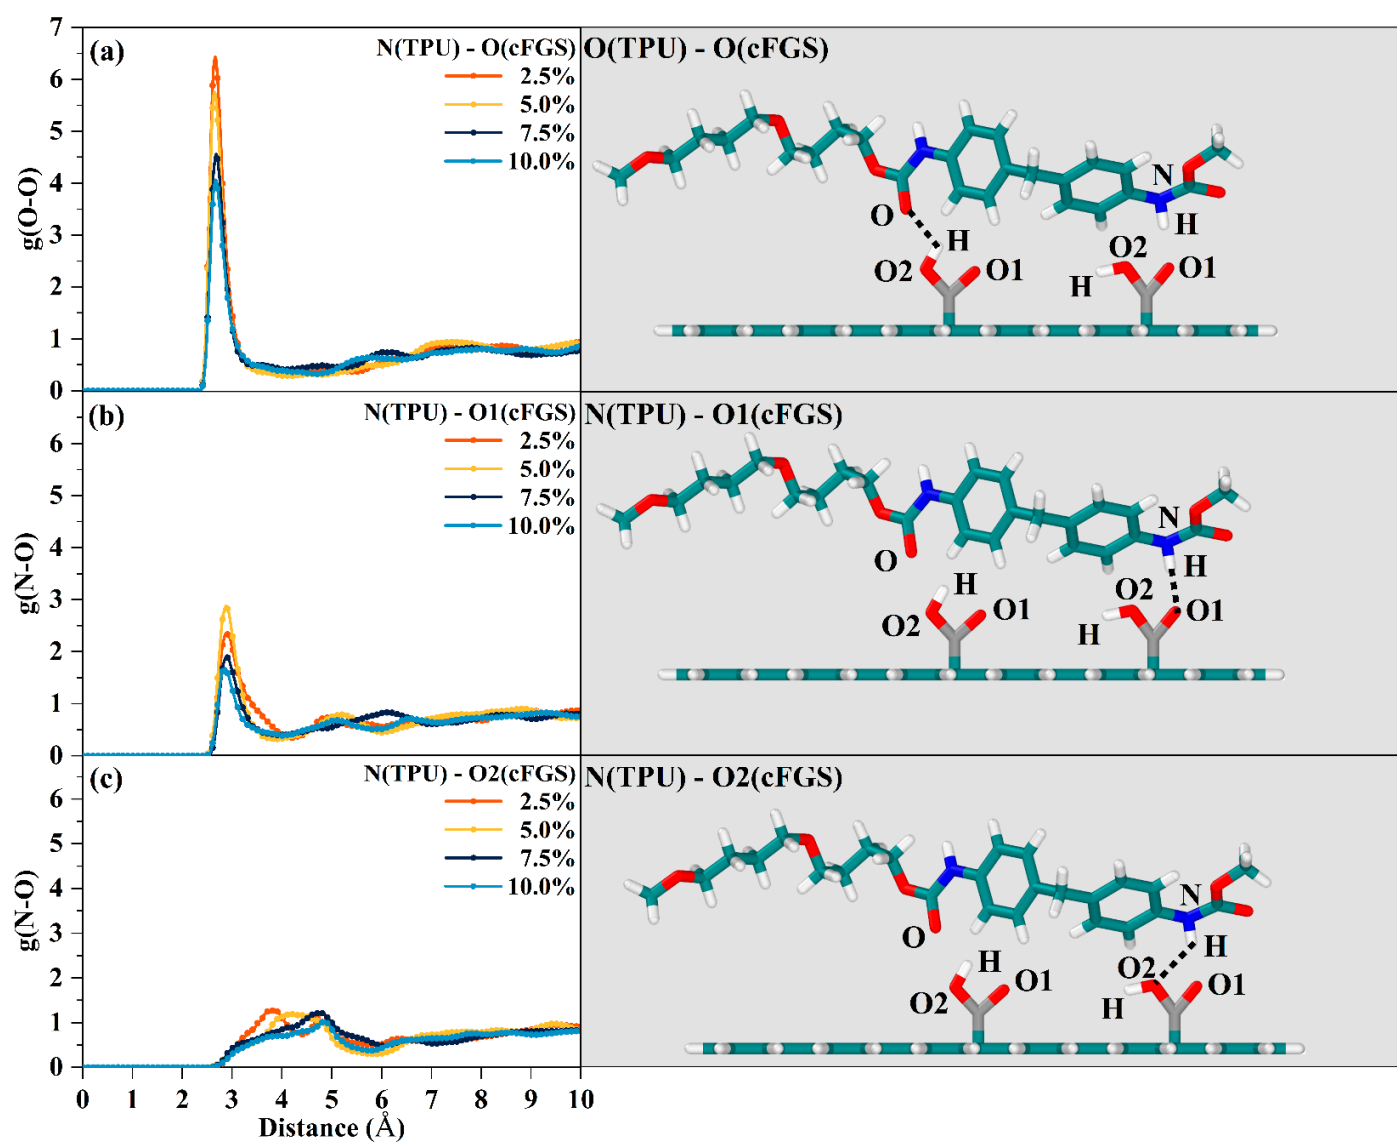 (a)
N(TPU) - O(cFGS)
2.5%
5.0%
7.5%
10.0%
7
6
5
4
3
2
1
0
g(O-O)
O(TPU) - O(cFGS)
N
H
O
H
O2
O1
O2
O1
H
(b)
N(TPU) - O1(cFGS)
2.5%
5.0%
7.5%
10.0%
6
5
4
3
2
1
0
g(N-O)
N(TPU) - O1(cFGS)
N
H
O
H
O2
O1
O2
O1
H
(c)
N(TPU) - O2(cFGS)
2.5%
5.0%
7.5%
10.0%
6
5
4
3
2
1
0
g(N-O)
N(TPU) - O2(cFGS)
N
H
O
H
O2
O1
O2
O1
H
0 1 2 3 4 5 6 7 8 9 10
Distance (Å)